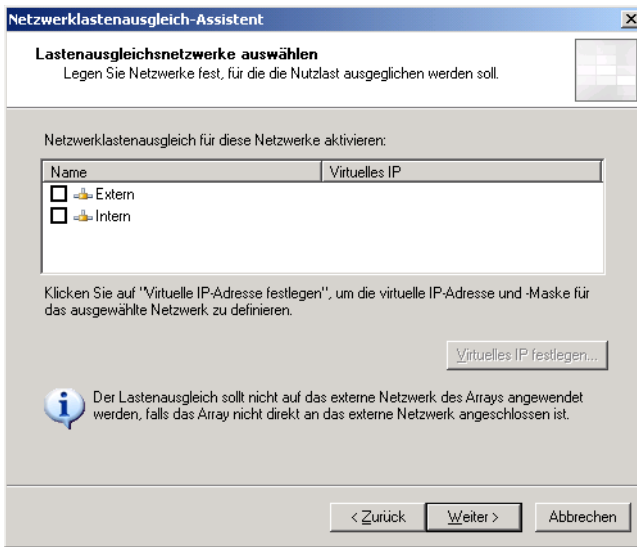 Netzwerklastenausgleich-Assistent
Lastenausgleichsnetzwerke auswählen
Legen Sie Netzwerke fest, für die die Nutzlast ausgeglichen werden soll.
Netzwerklastenausgleich für diese Netzwerke aktivieren:
Name Virtuelles IP
Extern
Intern
Klicken Sie auf "Virtuelle IP-Adresse festlegen", um die virtuelle IP-Adresse und -Maske für
das ausgewählte Netzwerk zu definieren.
Virtuelles IP festlegen...
Der Lastenausgleich sollt nicht auf das externe Netzwerk des Arrays angewendet
werden, falls das Array nicht direkt an das externe Netzwerk angeschlossen ist.
< Zurück Weiter > Abbrechen